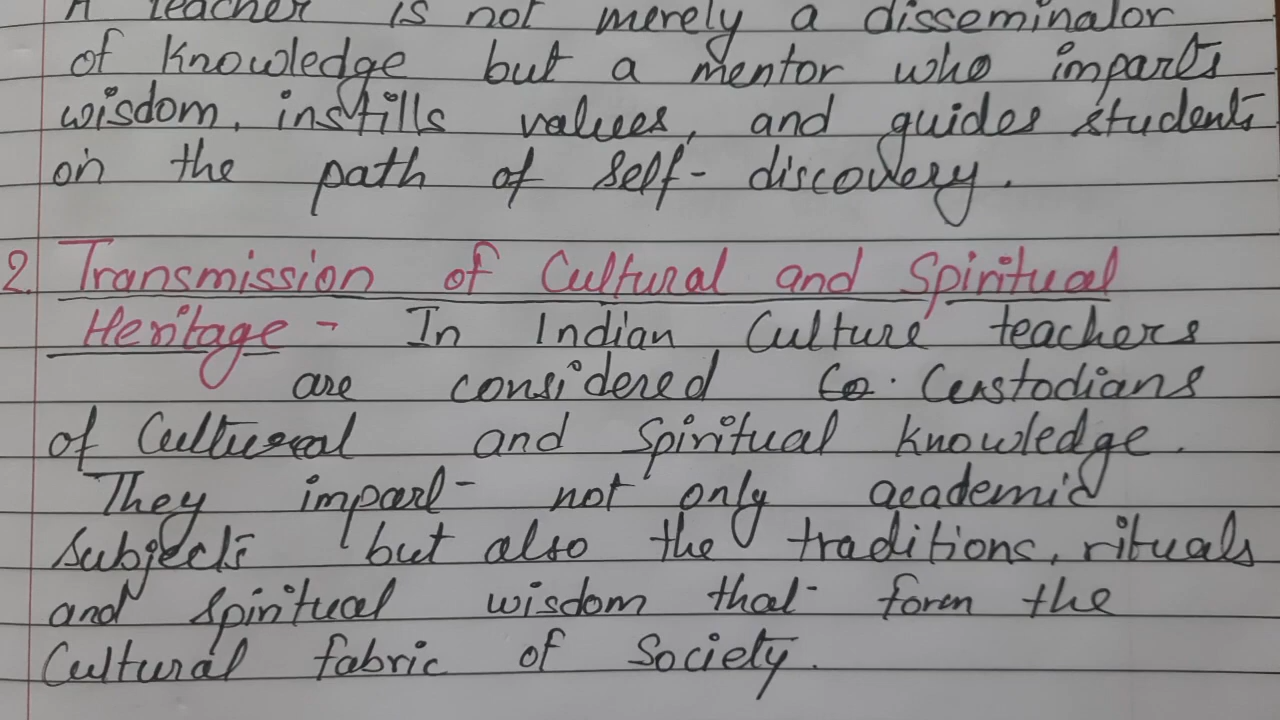 A teacher is not merely a disseminator
of knowledge but a mentor who imparts
wisdom, instills values, and guides students
on the path of self- discovery.
2. Transmission of Cultural and Spiritual
Heritage - In Indian Culture teachers
are considered Custodians
of Cultural and Spiritual knowledge.
They impart not only academic
subjects but also the traditions, rituals
and spiritual wisdom that form the
Cultural fabric of Society.